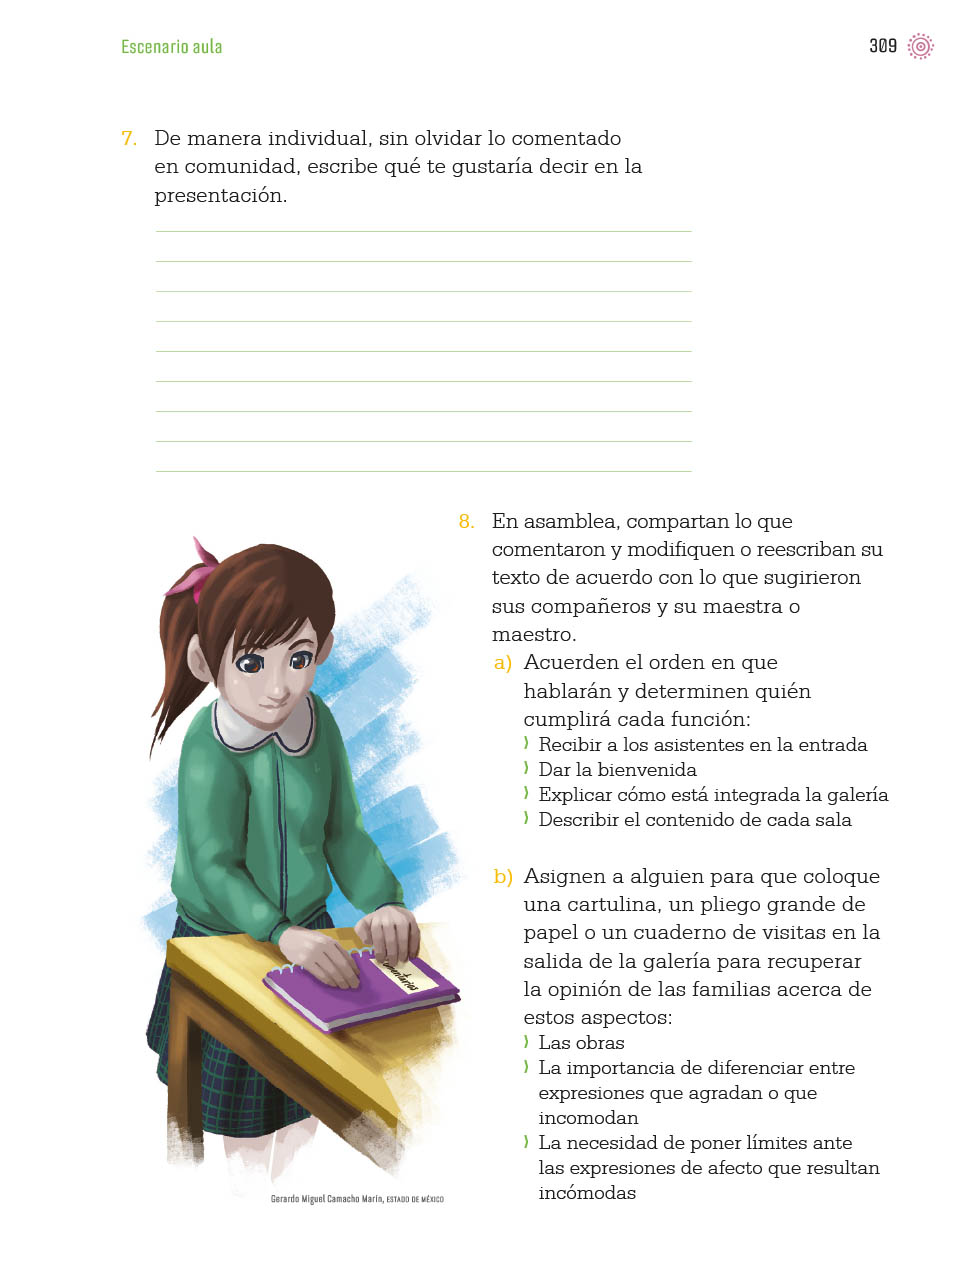 Escenario aula
309
7. De manera individual, sin olvidar lo comentado
en comunidad, escribe qué te gustaría decir en la
presentación.
8. En asamblea, compartan lo que
comentaron y modifiquen o reescriban su
texto de acuerdo con lo que sugirieron
sus compañeros y su maestra o
maestro.
a) Acuerden el orden en que
hablarán y determinen quién
cumplirá cada función:
Recibir a los asistentes en la entrada
Dar la bienvenida
Explicar cómo está integrada la galería
Describir el contenido de cada sala
b) Asignen a alguien para que coloque
una cartulina, un pliego grande de
papel o un cuaderno de visitas en la
salida de la galería para recuperar
la opinión de las familias acerca de
estos aspectos:
Las obras
La importancia de diferenciar entre
expresiones que agradan o que
incomodan
La necesidad de poner límites ante
las expresiones de afecto que resultan
incómodas
Gerardo Miguel Camacho Marín, ESTADO DE MÉXICO